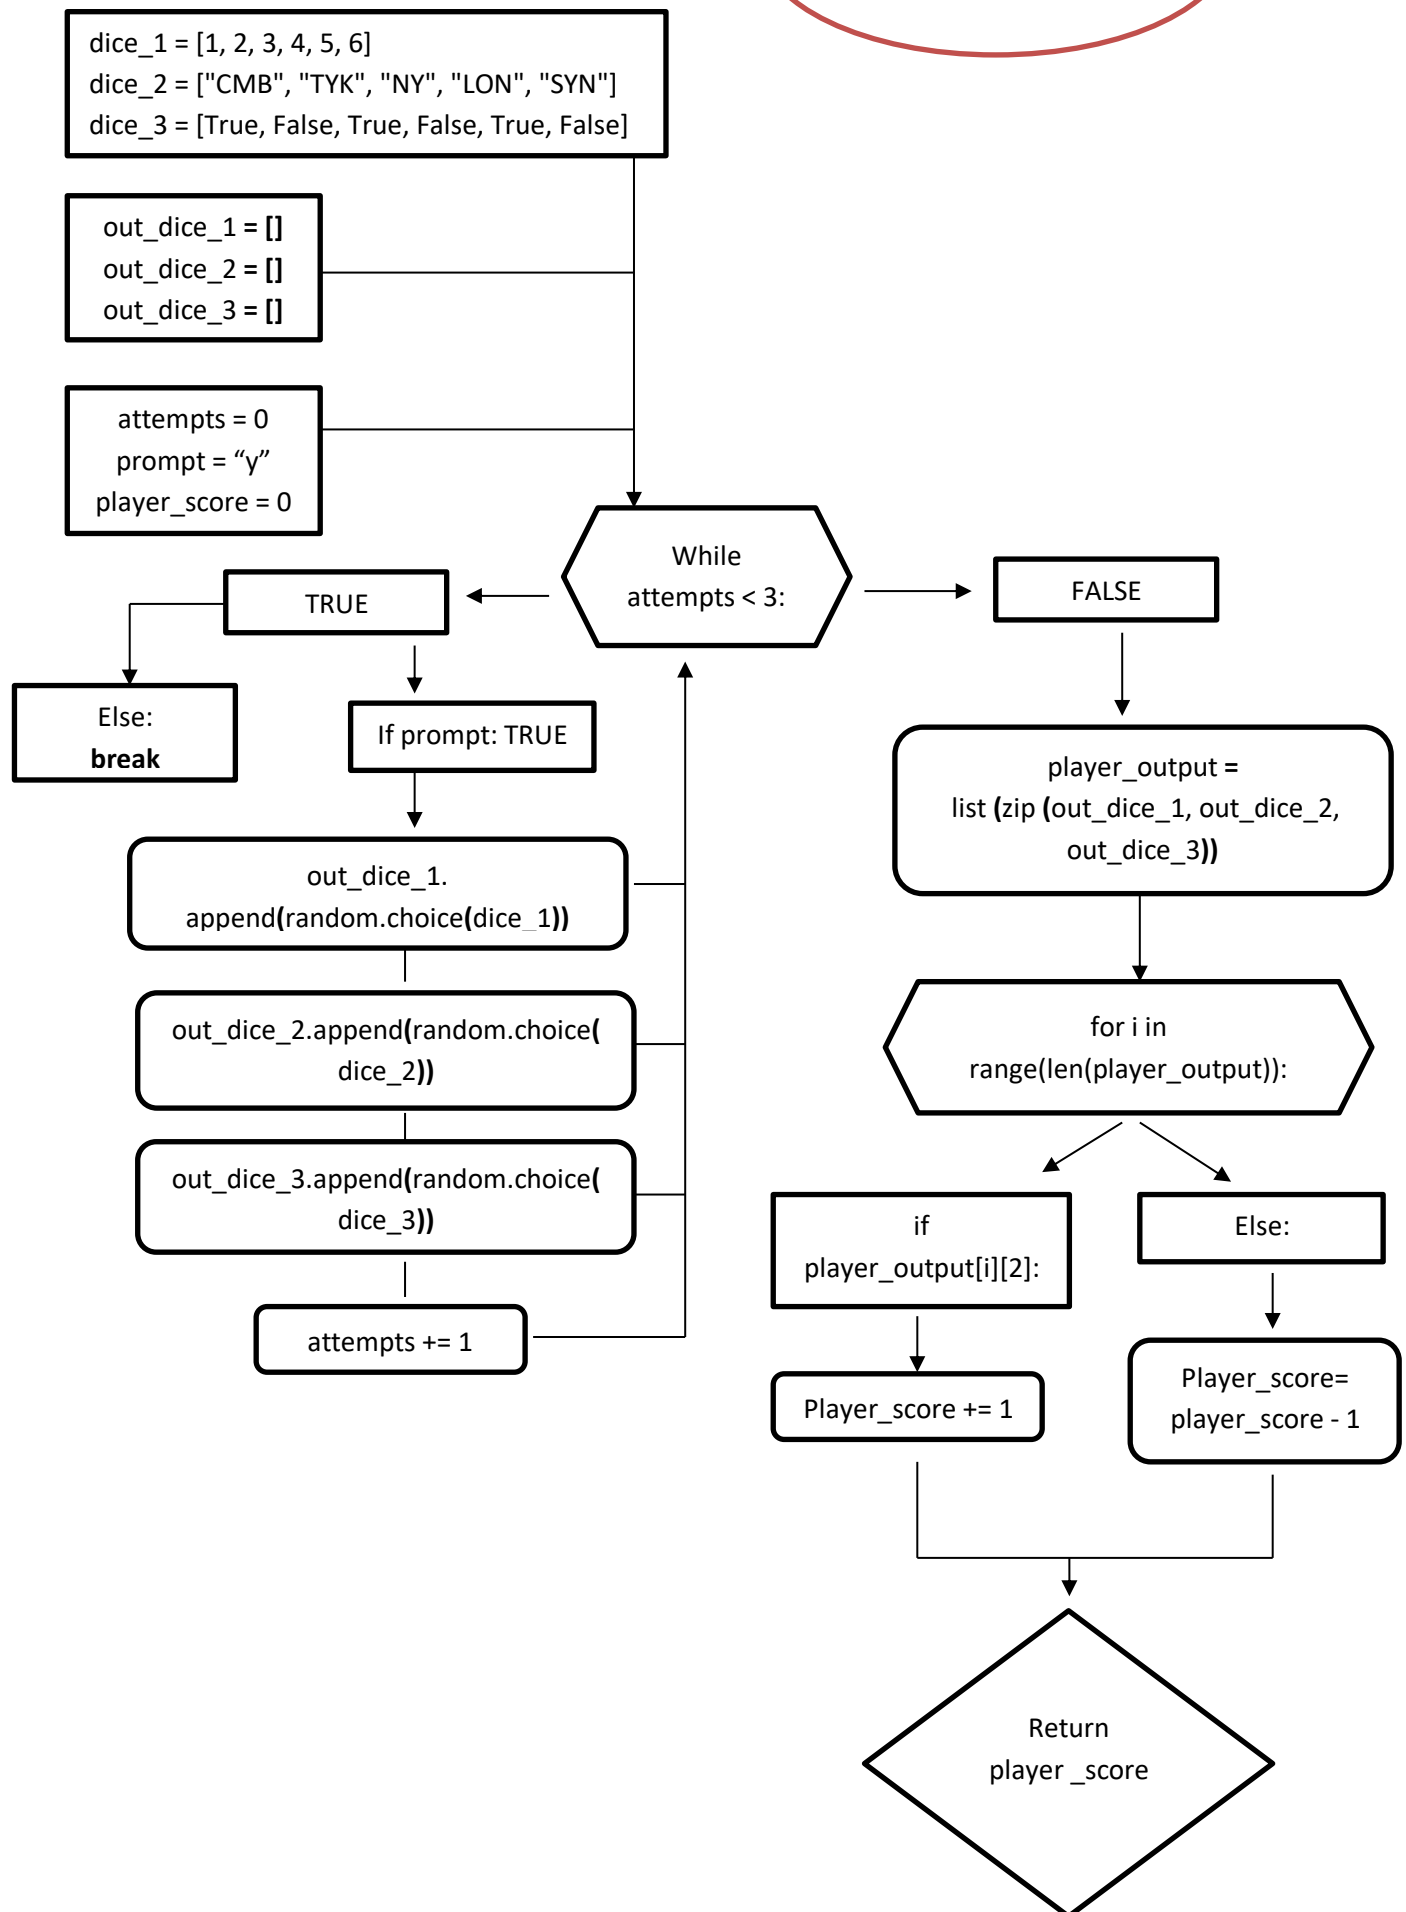 dice_1 = [1, 2, 3, 4, 5, 6]
dice_2 = ["CMB", "TYK", "NY", "LON", "SYN"]
dice_3 = [True, False, True, False, True, False]
out_dice_1 = []
out_dice_2 = []
out_dice_3 = []
attempts = 0
prompt = “y”
player_score = 0
While
attempts < 3:
TRUE
FALSE
Else:
break
If prompt: TRUE
out_dice_1.
append(random.choice(dice_1))
out_dice_2.append(random.choice(
dice_2))
out_dice_3.append(random.choice(
dice_3))
attempts += 1
player_output =
list (zip (out_dice_1, out_dice_2,
out_dice_3))
for i in
range(len(player_output)):
if
player_output[i][2]:
Else:
Player_score += 1
Player_score=
player_score - 1
Return
player _score